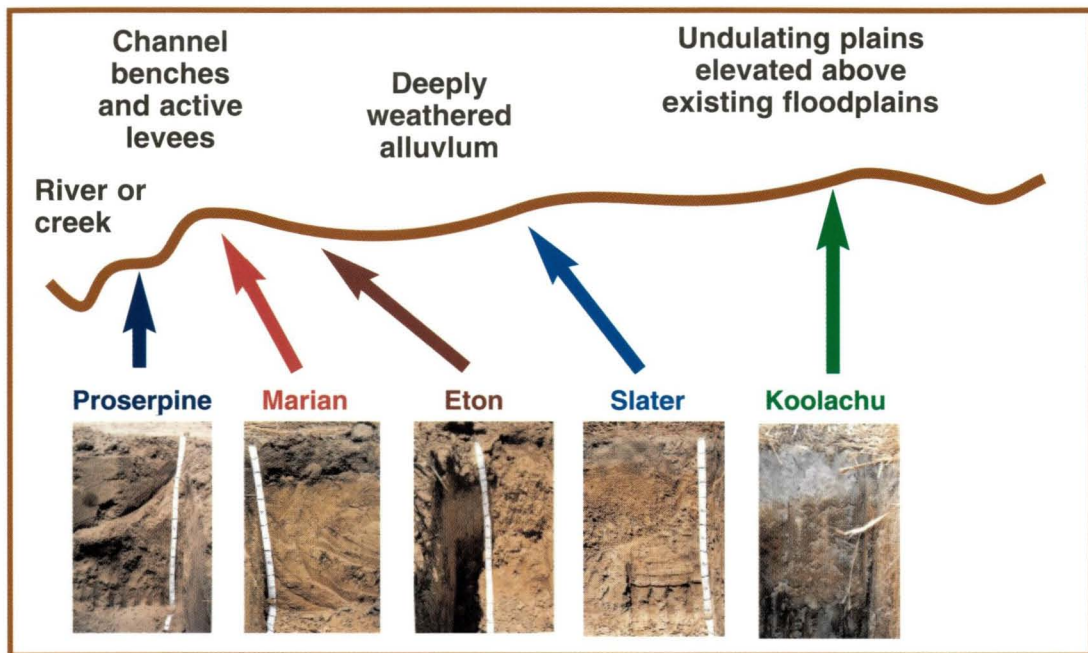 Channel
benches
and active
levees
Deeply
weathered
alluvlum
Undulating plains
elevated above
existing floodplains
River or
creek
Proserpine
Marian
Eton
Slater
Koolachu